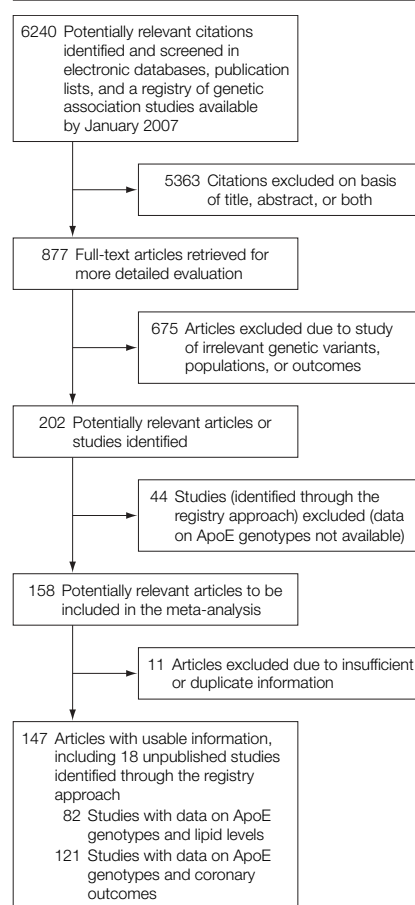 6240 Potentially relevant citations
identified and screened in
electronic databases, publication
lists, and a registry of genetic
association studies available
by January 2007
5363 Citations excluded on basis
of title, abstract, or both
877 Full-text articles retrieved for
more detailed evaluation
675 Articles excluded due to study
of irrelevant genetic variants,
populations, or outcomes
202 Potentially relevant articles or
studies identified
44 Studies (identified through the
registry approach) excluded (data
on ApoE genotypes not available)
158 Potentially relevant articles to be
included in the meta-analysis
11 Articles excluded due to insufficient
or duplicate information
147 Articles with usable information,
including 18 unpublished studies
identified through the registry
approach
82 Studies with data on ApoE
genotypes and lipid levels
121 Studies with data on ApoE
genotypes and coronary
outcomes